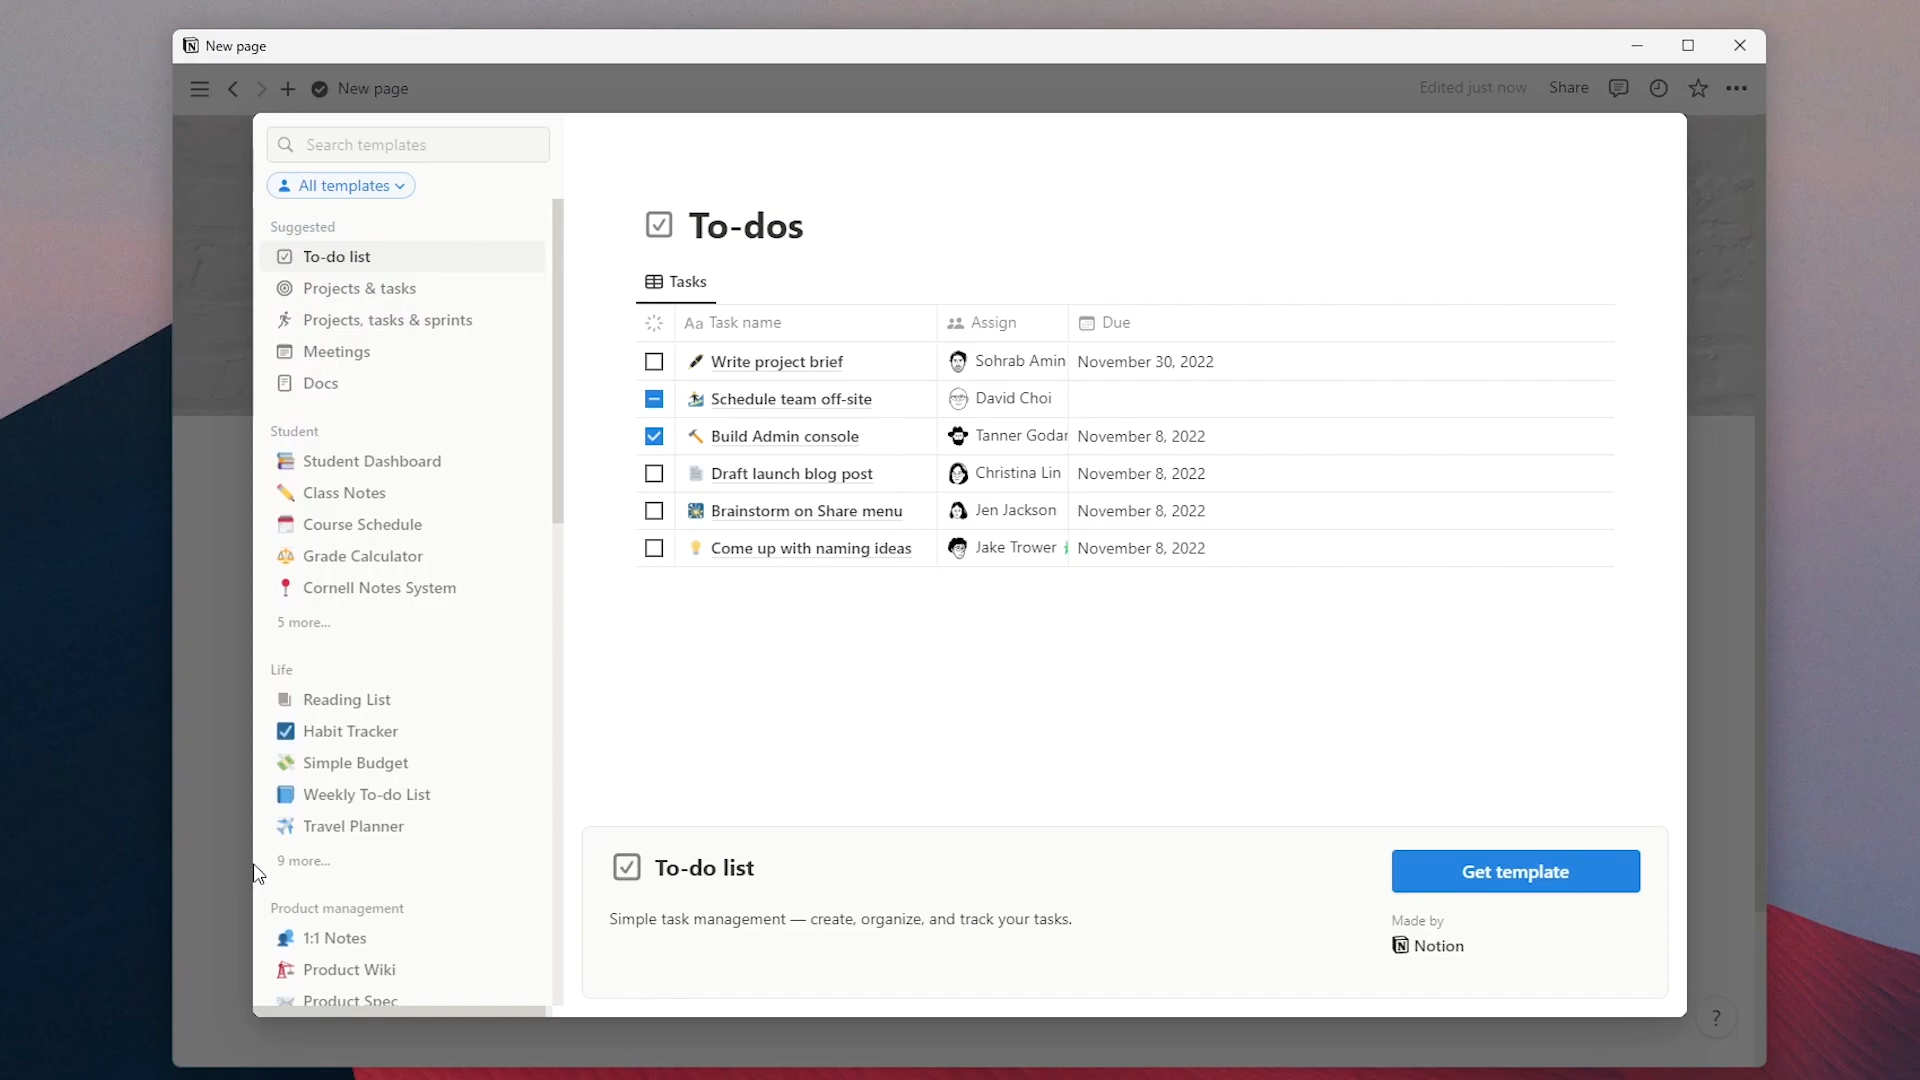 New page
New page
Edited just now
Share
Search templates
All templates
Suggested
To-do list
Projects & tasks
Projects, tasks & sprints
Meetings
Docs
Student
Student Dashboard
Class Notes
Course Schedule
Grade Calculator
Cornell Notes System
5 more...
Life
Reading List
Habit Tracker
Simple Budget
Weekly To-do List
Travel Planner
9 more...
Product management
1:1 Notes
Product Wiki
Product Spec
To-dos
Tasks
Aa Task name Assign Due
Write project brief Sohrab Amin November 30, 2022
Schedule team off-site David Choi
Build Admin console Tanner Godar November 8, 2022
Draft launch blog post Christina Lin November 8, 2022
Brainstorm on Share menu Jen Jackson November 8, 2022
Come up with naming ideas Jake Trower November 8, 2022
To-do list
Simple task management — create, organize, and track your tasks.
Get template
Made by
Notion
?